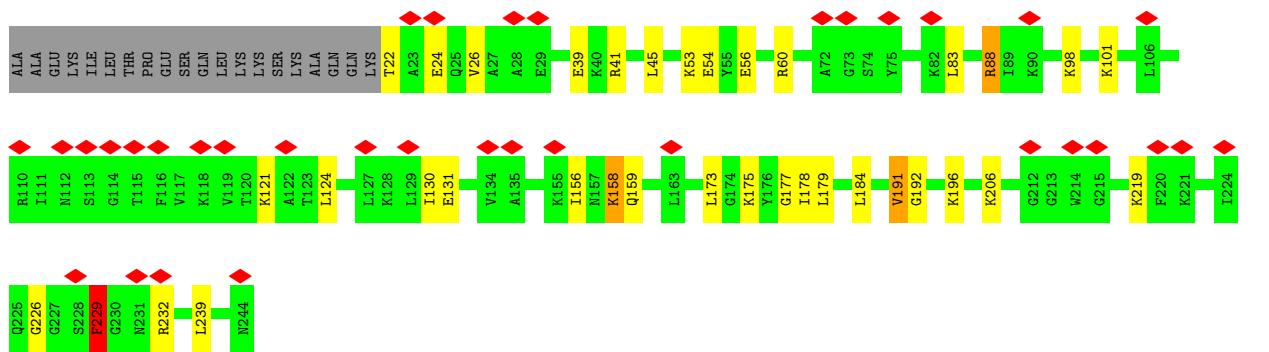 ALA ALA GLU LYS ILE LEU THR PRO GLU SER GLN LEU LYS LYS SER LYS ALA GLN GLN LYS T22 A23 E24 Q25 V26 A27 A28 E29 E39 K40 R41 L45 K53 E54 Y55 E56 R60 A72 G73 S74 Y75 K82 L83 R88 I89 K90 K98 K101 L106
R110 I111 N112 S113 G114 T115 F116 V117 K118 V119 T120 K121 A122 T123 L124 L127 K128 L129 I130 E131 V134 A135 K155 I156 N157 K158 Q159 L163 L173 G174 K175 Y176 G177 I178 L179 L184 V191 G192 K196 K206 G212 G213 W214 G215 K219 F220 K221 I224
Q225 G226 G227 S228 F229 G230 N231 R232 L239 N244